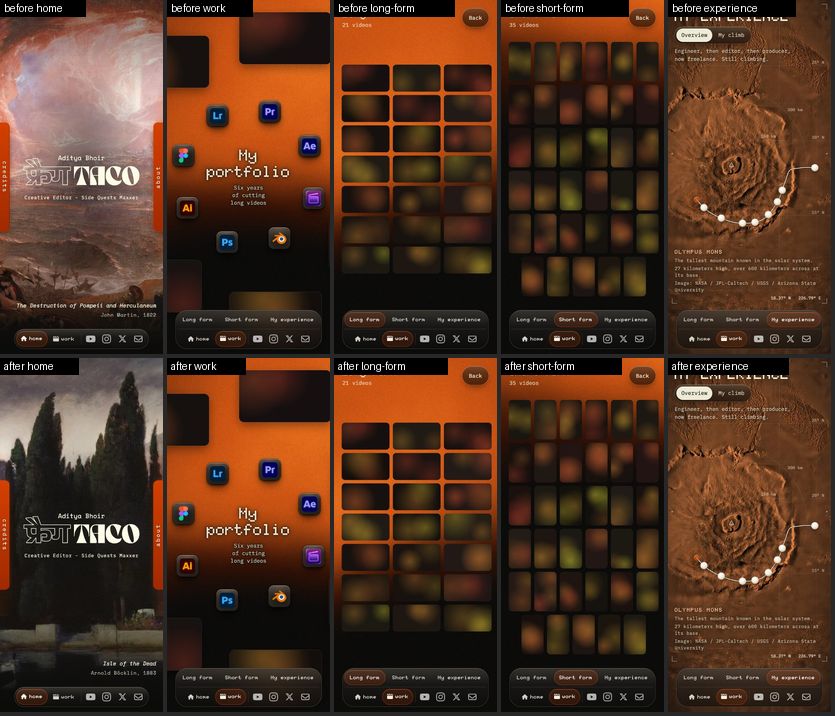 before home
Aditya Bhoir
TACO
Creative Editor - Side Quests Maxxer
credits
about
The Destruction of Pompeii and Herculaneum
John Martin, 1822
home
work
before work
Lr
Pr
Ae
Ai
Ps
My
portfolio
Six years
of cutting
long videos
Long form
Short form
My experience
home
work
before long-form
21 videos
Back
Long form
Short form
My experience
home
work
before short-form
35 videos
Back
Long form
Short form
My experience
home
work
before experience
MY EXPERIENCE
Overview
My climb
Engineer, then editor, then producer,
now freelance. Still climbing.
OLYMPUS MONS
The tallest mountain known in the solar system.
27 kilometers high, over 600 kilometers across at
its base.
Image: NASA / JPL-Caltech / USGS / Arizona State
University
Long form
Short form
My experience
home
work
after home
Aditya Bhoir
TACO
Creative Editor - Side Quests Maxxer
credits
about
Isle of the Dead
Arnold Böcklin, 1883
home
work
after work
Lr
Pr
Ae
Ai
Ps
My
portfolio
Six years
of cutting
long videos
Long form
Short form
My experience
home
work
after long-form
21 videos
Back
Long form
Short form
My experience
home
work
after short-form
35 videos
Back
Long form
Short form
My experience
home
work
after experience
MY EXPERIENCE
Overview
My climb
Engineer, then editor, then producer,
now freelance. Still climbing.
OLYMPUS MONS
The tallest mountain known in the solar system.
27 kilometers high, over 600 kilometers across at
its base.
Image: NASA / JPL-Caltech / USGS / Arizona State
University
Long form
Short form
My experience
home
work